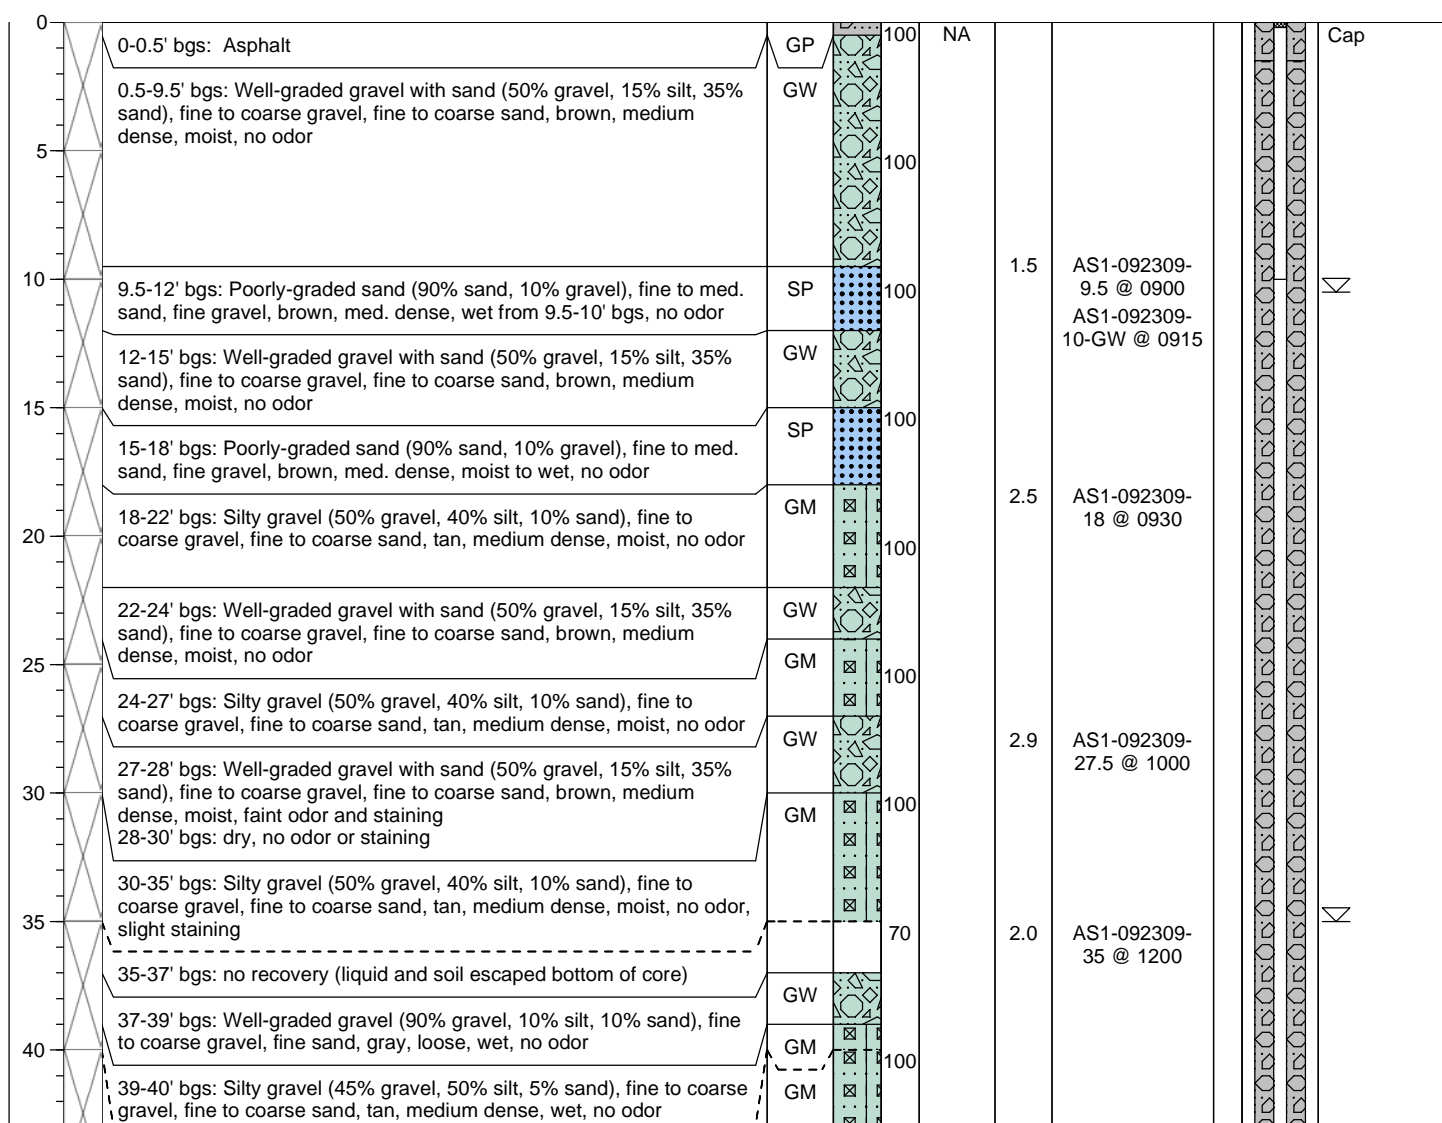 0
0-0.5' bgs: Asphalt
GP
100
NA
Cap
0.5-9.5' bgs: Well-graded gravel with sand (50% gravel, 15% silt, 35%
sand), fine to coarse gravel, fine to coarse sand, brown, medium
dense, moist, no odor
GW
5
100
10
9.5-12' bgs: Poorly-graded sand (90% sand, 10% gravel), fine to med.
sand, fine gravel, brown, med. dense, wet from 9.5-10' bgs, no odor
SP
100
1.5
AS1-092309-
9.5 @ 0900
AS1-092309-
10-GW @ 0915
12-15' bgs: Well-graded gravel with sand (50% gravel, 15% silt, 35%
sand), fine to coarse gravel, fine to coarse sand, brown, medium
dense, moist, no odor
GW
15
100
15-18' bgs: Poorly-graded sand (90% sand, 10% gravel), fine to med.
sand, fine gravel, brown, med. dense, moist to wet, no odor
SP
18-22' bgs: Silty gravel (50% gravel, 40% silt, 10% sand), fine to
coarse gravel, fine to coarse sand, tan, medium dense, moist, no odor
GM
2.5
AS1-092309-
18 @ 0930
20
100
22-24' bgs: Well-graded gravel with sand (50% gravel, 15% silt, 35%
sand), fine to coarse gravel, fine to coarse sand, brown, medium
dense, moist, no odor
GW
25
100
24-27' bgs: Silty gravel (50% gravel, 40% silt, 10% sand), fine to
coarse gravel, fine to coarse sand, tan, medium dense, moist, no odor
GM
27-28' bgs: Well-graded gravel with sand (50% gravel, 15% silt, 35%
sand), fine to coarse gravel, fine to coarse sand, brown, medium
dense, moist, faint odor and staining
28-30' bgs: dry, no odor or staining
GW
2.9
AS1-092309-
27.5 @ 1000
30
100
30-35' bgs: Silty gravel (50% gravel, 40% silt, 10% sand), fine to
coarse gravel, fine to coarse sand, tan, medium dense, moist, no odor,
slight staining
GM
35
70
2.0
AS1-092309-
35 @ 1200
35-37' bgs: no recovery (liquid and soil escaped bottom of core)
37-39' bgs: Well-graded gravel (90% gravel, 10% silt, 10% sand), fine
to coarse gravel, fine sand, gray, loose, wet, no odor
GW
40
100
39-40' bgs: Silty gravel (45% gravel, 50% silt, 5% sand), fine to coarse
gravel, fine to coarse sand, tan, medium dense, wet, no odor
GM
GM